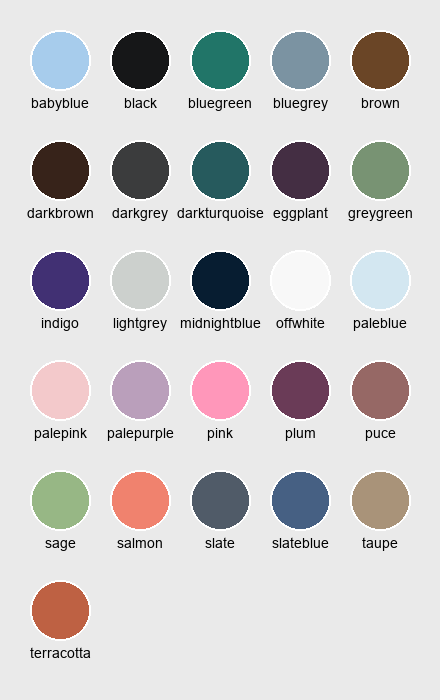 babyblue black bluegreen bluegrey brown
darkbrown darkgrey darkturquoise eggplant greygreen
indigo lightgrey midnightblue offwhite paleblue
palepink palepurple pink plum puce
sage salmon slate slateblue taupe
terracotta